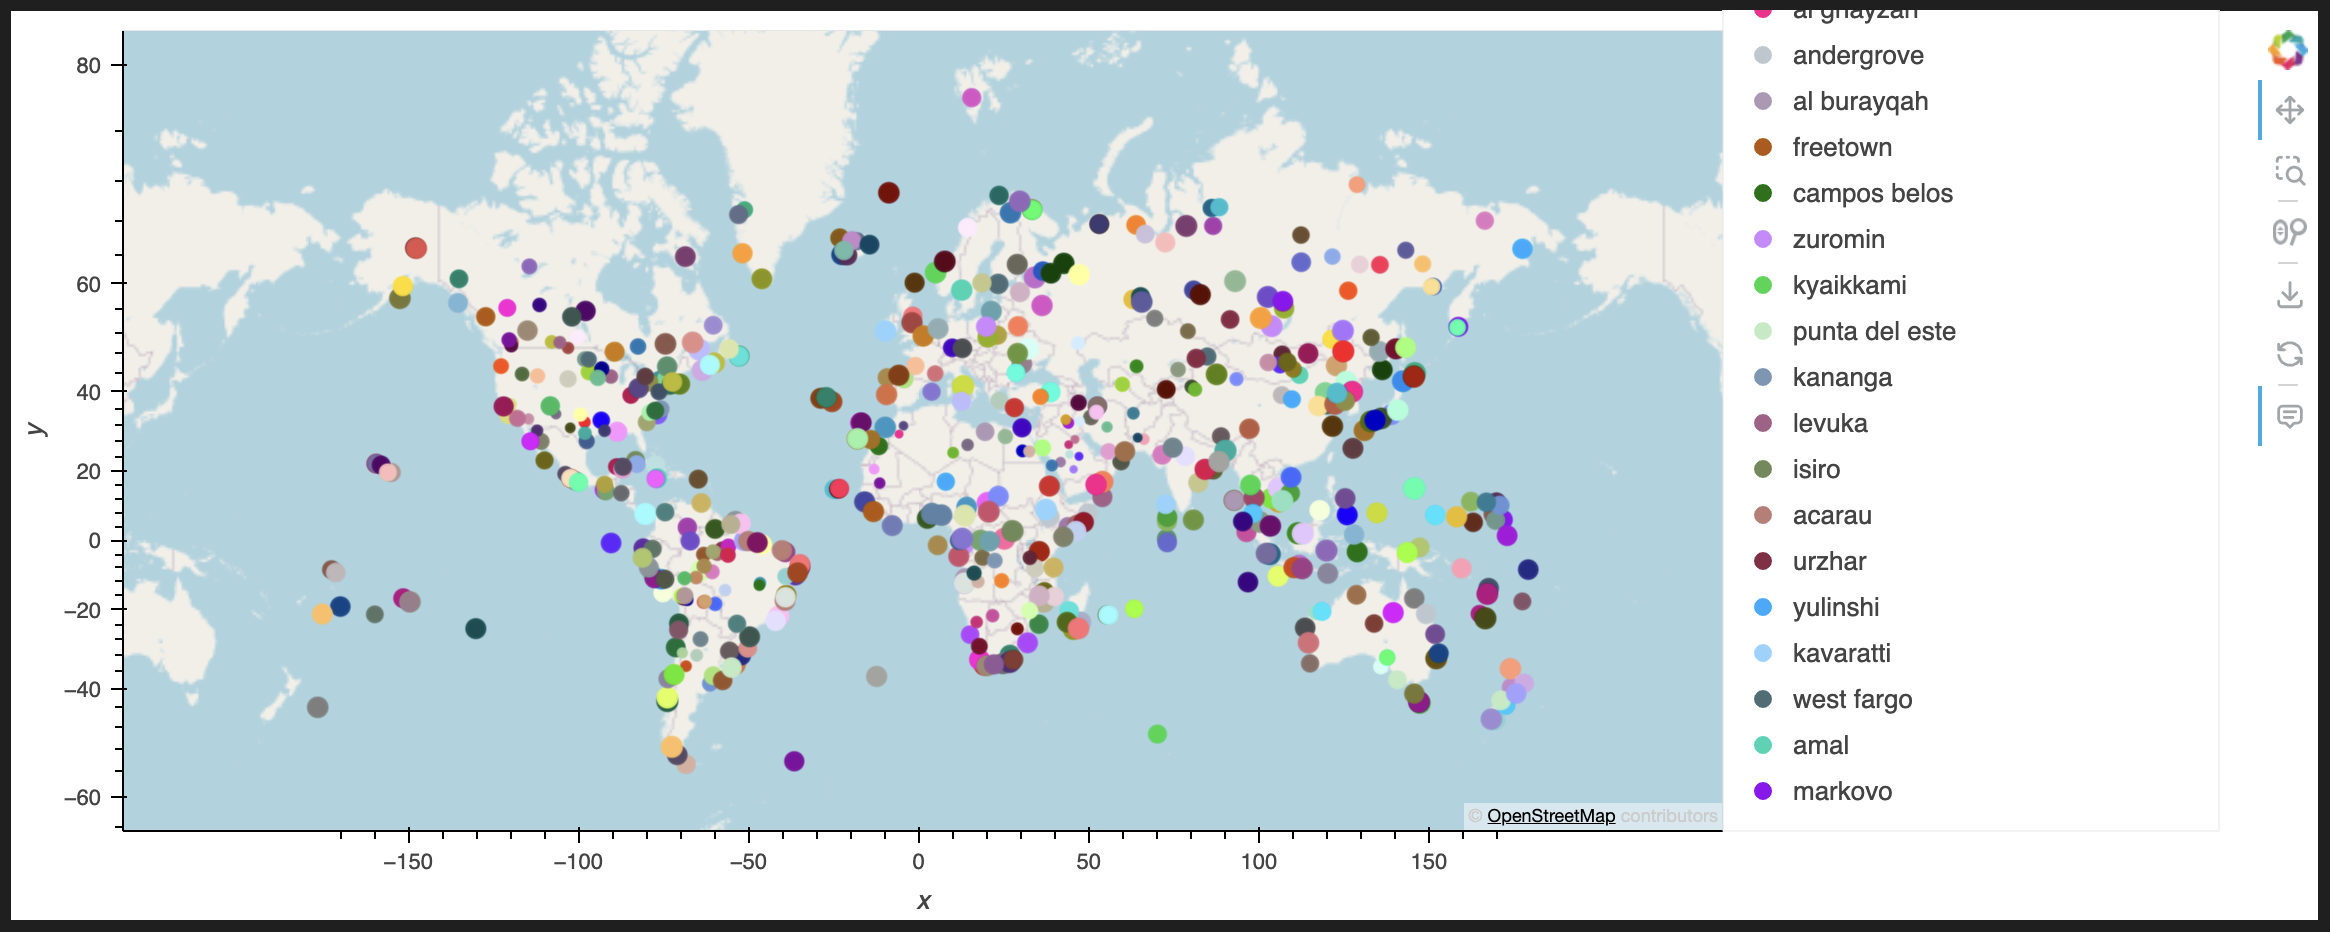 al ghayzah
andergrove
al burayqah
freetown
campos belos
zuromin
kyaikkami
punta del este
kananga
levuka
isiro
acarau
urzhar
yulinshi
kavaratti
west fargo
amal
markovo
80
60
40
20
0
−20
−40
−60
y
© OpenStreetMap contributors
−150 −100 −50 0 50 100 150
x